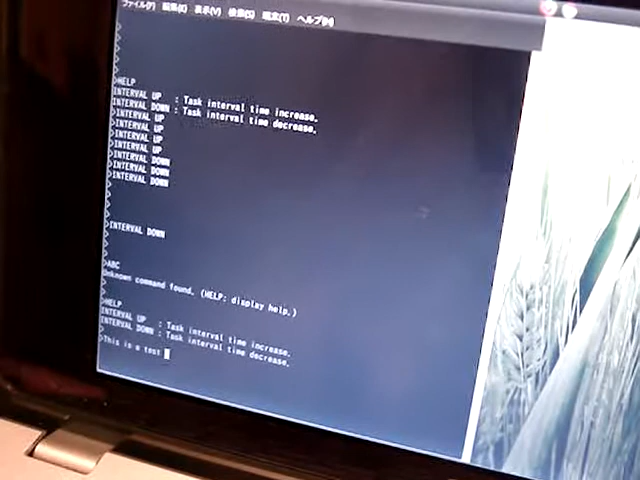 ファイル(F) 編集(E) 表示(V) 検索(S) 端末(T) ヘルプ(H)
>
>
>
>
>
>HELP
INTERVAL UP : Task interval time increase.
INTERVAL DOWN : Task interval time decrease.
>INTERVAL UP
>INTERVAL UP
>INTERVAL UP
>INTERVAL UP
>INTERVAL DOWN
>INTERVAL DOWN
>INTERVAL DOWN
>
>
>
>
>INTERVAL DOWN
>
>
>
>ABC
Unknown command found. (HELP: display help.)
>
>
>HELP
INTERVAL UP : Task interval time increase.
INTERVAL DOWN : Task interval time decrease.
>
>This is a test